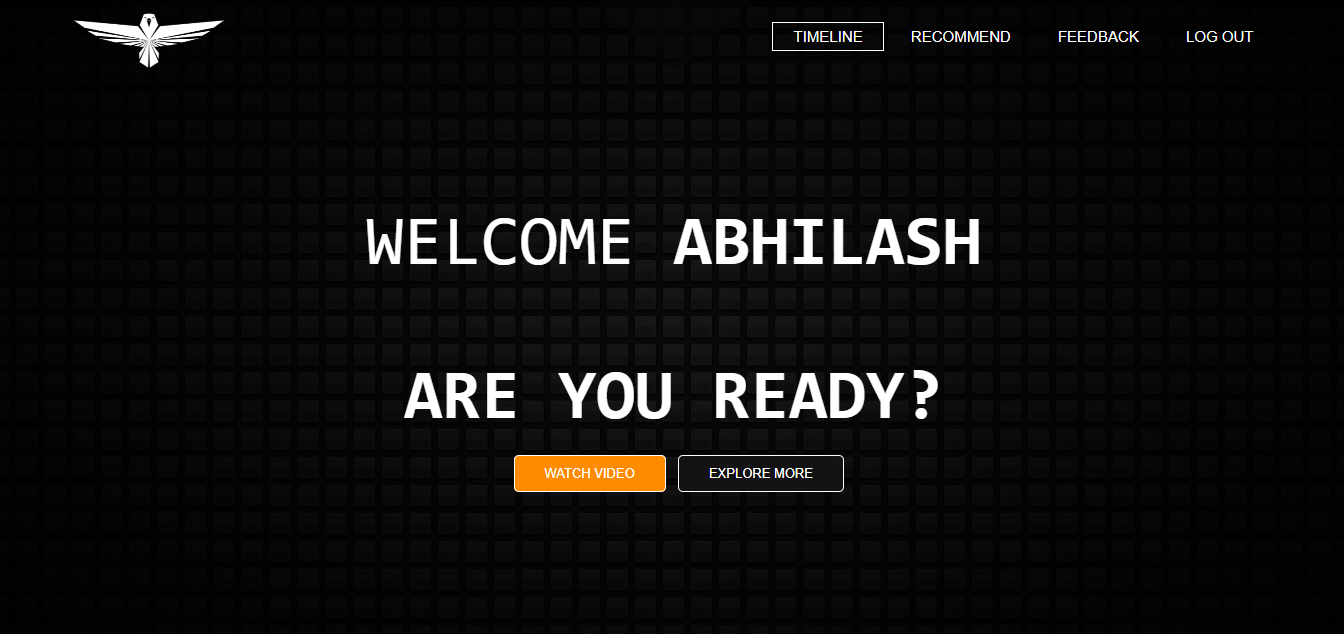 TIMELINE RECOMMEND FEEDBACK LOG OUT
WELCOME ABHILASH
ARE YOU READY?
WATCH VIDEO EXPLORE MORE